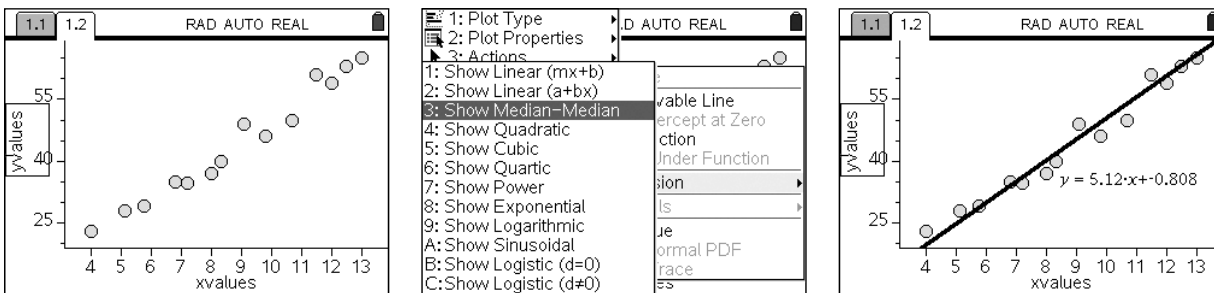 1.1 1.2 RAD AUTO REAL
yvalues
55
40
25
4 5 6 7 8 9 10 11 12 13
xvalues
1: Plot Type
2: Plot Properties
3: Actions
.D AUTO REAL
1: Show Linear (mx+b)
2: Show Linear (a+bx)
3: Show Median-Median
4: Show Quadratic
5: Show Cubic
6: Show Quartic
7: Show Power
8: Show Exponential
9: Show Logarithmic
A: Show Sinusoidal
B: Show Logistic (d=0)
C: Show Logistic (d≠0)
e
vable Line
ercept at Zero
ction
Under Function
sion
ls
ue
ormal PDF
race
es
1.1 1.2 RAD AUTO REAL
yvalues
55
40
25
y = 5.12·x+-0.808
4 5 6 7 8 9 10 11 12 13
xvalues